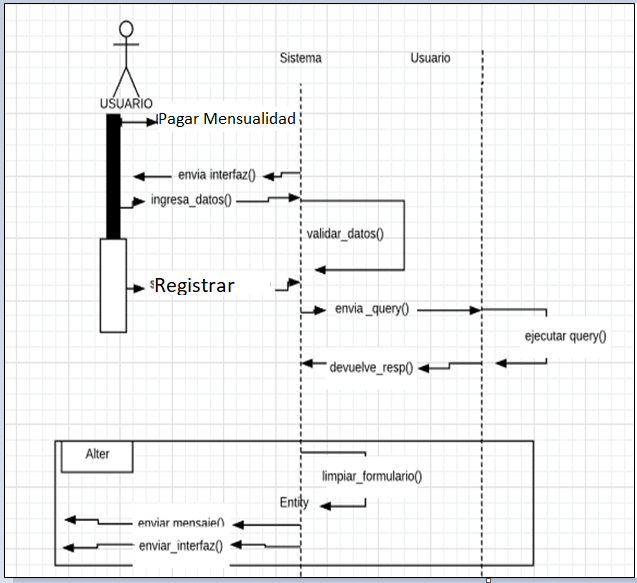 Sistema
Usuario
USUARIO
Pagar Mensualidad
envia interfaz()
ingresa_datos()
validar_datos()
Registrar
envia _query()
ejecutar query()
devuelve_resp()
Alter
limpiar_formulario()
Entity
enviar mensaje()
enviar_interfaz()